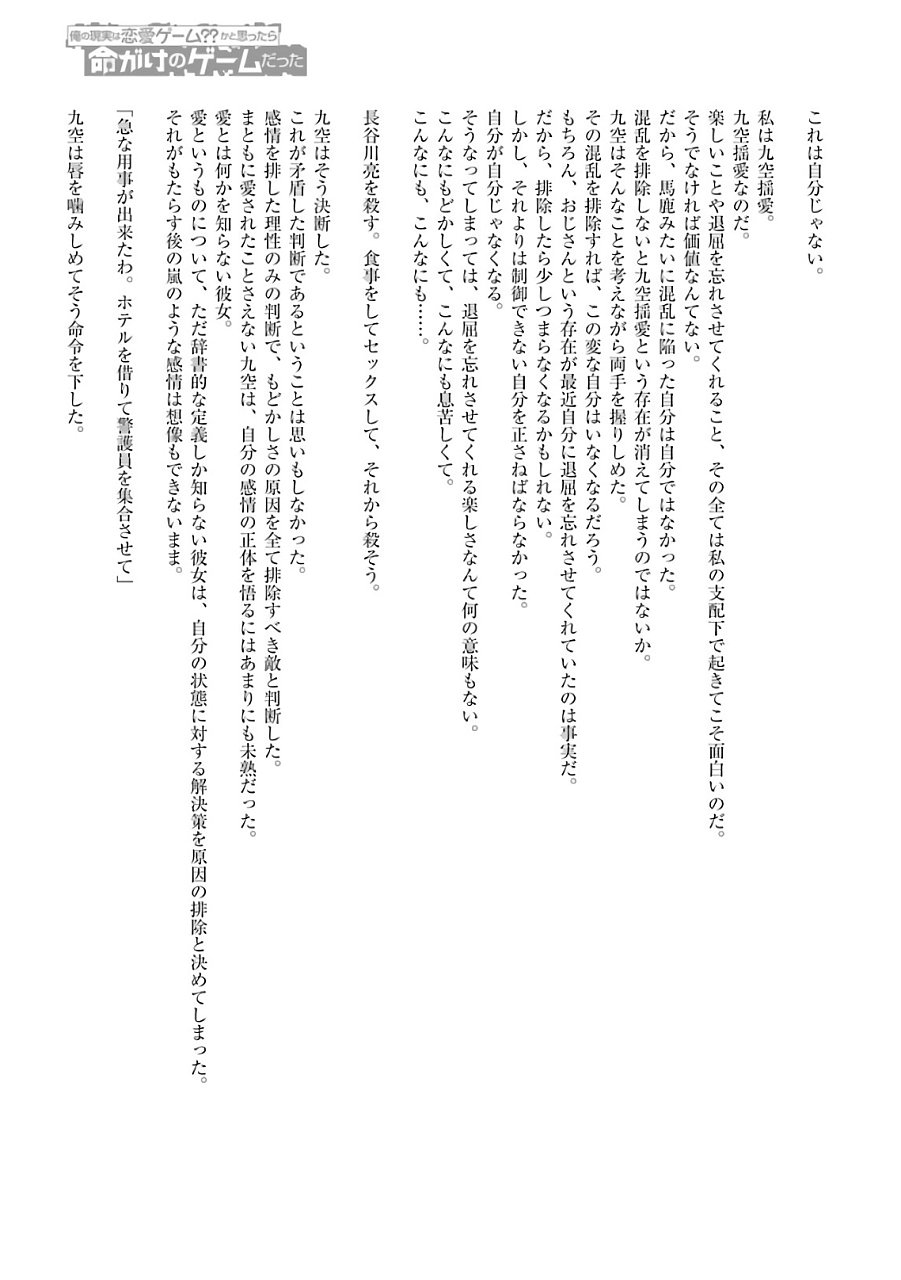 俺の現実は恋愛ゲーム??かと思ったら
命がけのゲームだった
これは自分じゃない。
私は九空揺愛。
九空揺愛なのだ。
楽しいことや退屈を忘れさせてくれること、その全ては私の支配下で起きてこそ面白いのだ。
そうでなければ価値なんてない。
だから、馬鹿みたいに混乱に陥った自分は自分ではなかった。
混乱を排除しないと九空揺愛という存在が消えてしまうのではないか。
九空はそんなことを考えながら両手を握りしめた。
その混乱を排除すれば、この変な自分はいなくなるだろう。
もちろん、おじさんという存在が最近自分に退屈を忘れさせてくれていたのは事実だ。
だから、排除したら少しつまらなくなるかもしれない。
しかし、それよりは制御できない自分を正さねばならなかった。
自分が自分じゃなくなる。
そうなってしまっては、退屈を忘れさせてくれる楽しさなんて何の意味もない。
こんなにもどかしくて、こんなにも息苦しくて。
こんなにも、こんなにも……。
長谷川亮を殺す。食事をしてセックスして、それから殺そう。
九空はそう決断した。
これが矛盾した判断であるということは思いもしなかった。
感情を排した理性のみの判断で、もどかしさの原因を全て排除すべき敵と判断した。
まともに愛されたことさえない九空は、自分の感情の正体を悟るにはあまりにも未熟だった。
愛とは何かを知らない彼女。
愛というものについて、ただ辞書的な定義しか知らない彼女は、自分の状態に対する解決策を原因の排除と決めてしまった。
それがもたらす後の嵐のような感情は想像もできないまま。
「急な用事が出来たわ。ホテルを借りて警護員を集合させて」
九空は唇を噛みしめてそう命令を下した。